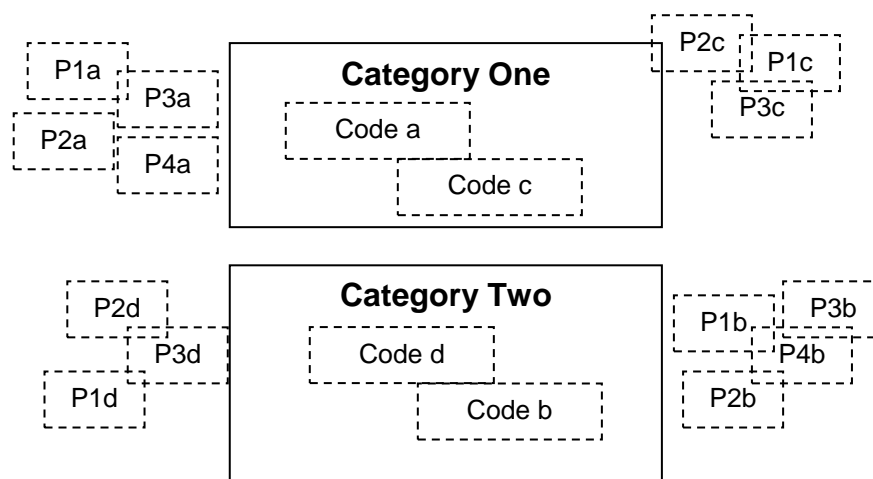 P1a
P3a
P2a
P4a
Category One
Code a
Code c
P2c
P1c
P3c
P2d
P3d
P1d
Category Two
Code d
Code b
P3b
P1b
P4b
P2b